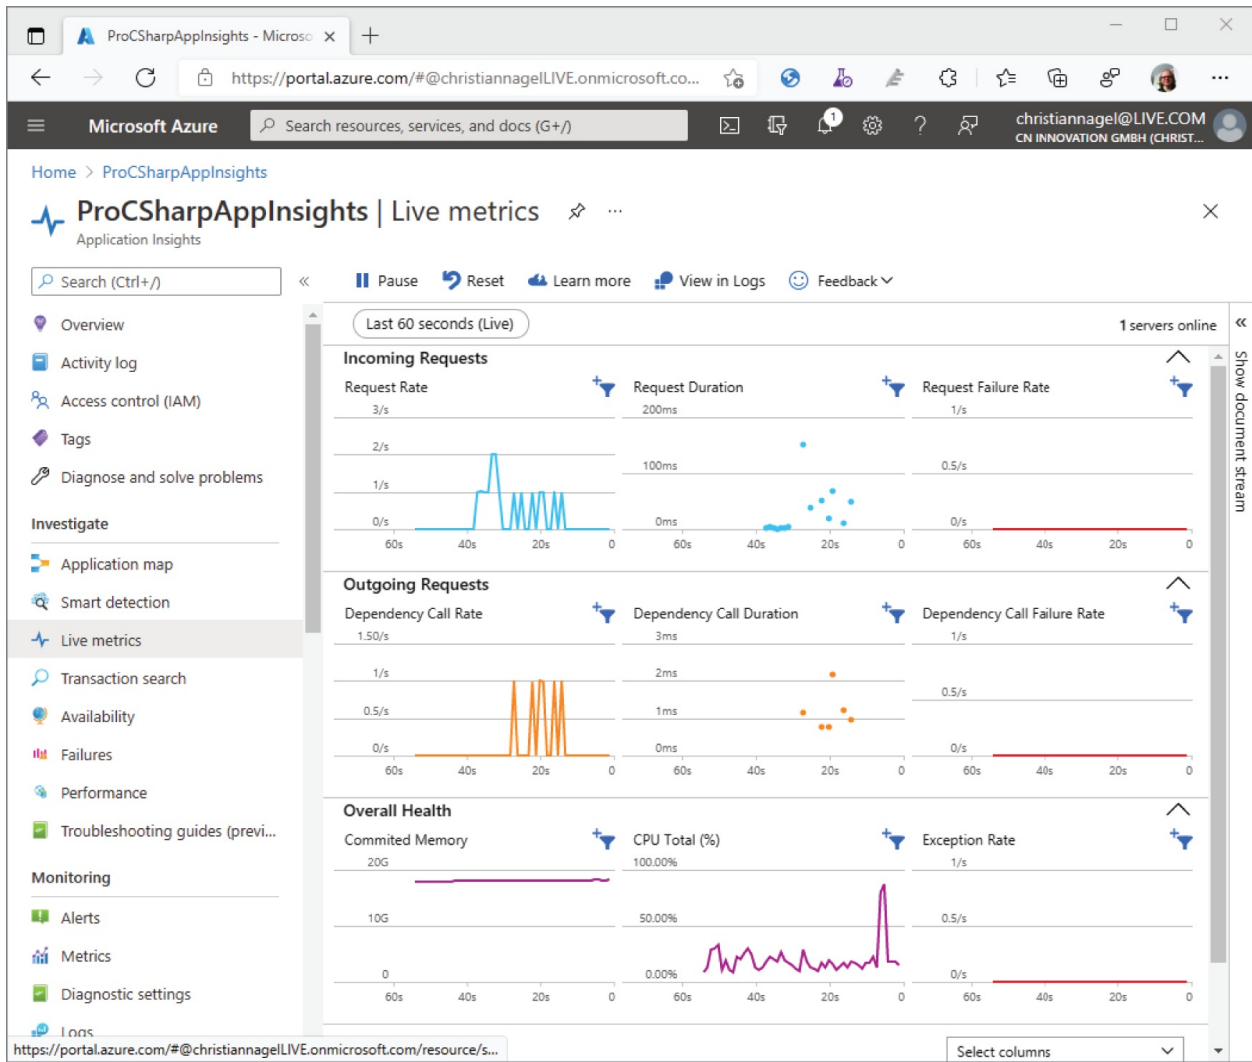 ProCSharpAppInsights - Microso
https://portal.azure.com/#@christiannagelLIVE.onmicrosoft.co...
Microsoft Azure
Search resources, services, and docs (G+/)
1
christiannagel@LIVE.COM
CN INNOVATION GMBH (CHRIST...
Home > ProCSharpAppInsights
ProCSharpAppInsights | Live metrics
Application Insights
Search (Ctrl+/)
Overview
Activity log
Access control (IAM)
Tags
Diagnose and solve problems
Investigate
Application map
Smart detection
Live metrics
Transaction search
Availability
Failures
Performance
Troubleshooting guides (previ...
Monitoring
Alerts
Metrics
Diagnostic settings
Logs
https://portal.azure.com/#@christiannagelLIVE.onmicrosoft.com/resource/s...
Pause Reset Learn more View in Logs Feedback
Last 60 seconds (Live)
1 servers online
Show document stream
Incoming Requests
Request Rate
3/s
2/s
1/s
0/s
60s 40s 20s 0
Request Duration
200ms
100ms
0ms
60s 40s 20s 0
Request Failure Rate
1/s
0.5/s
0/s
60s 40s 20s 0
Outgoing Requests
Dependency Call Rate
1.50/s
1/s
0.5/s
0/s
60s 40s 20s 0
Dependency Call Duration
3ms
2ms
1ms
0ms
60s 40s 20s 0
Dependency Call Failure Rate
1/s
0.5/s
0/s
60s 40s 20s 0
Overall Health
Commited Memory
20G
10G
0
60s 40s 20s 0
CPU Total (%)
100.00%
50.00%
0.00%
60s 40s 20s 0
Exception Rate
1/s
0.5/s
0/s
60s 40s 20s 0
Select columns